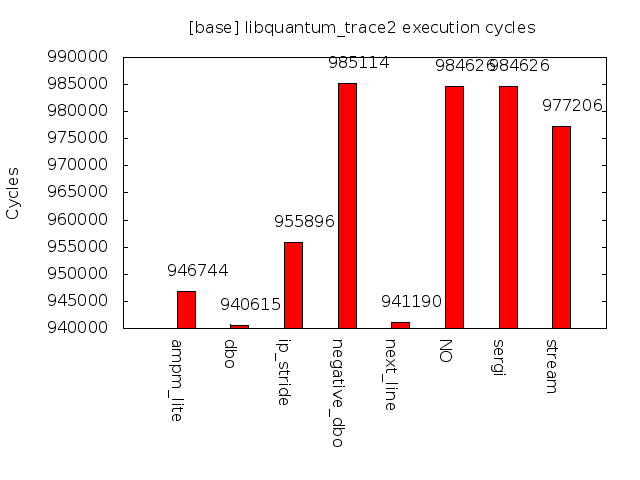 [base] libquantum_trace2 execution cycles
990000
985000
980000
975000
970000
965000
960000
955000
950000
945000
940000
Cycles
946744
940615
955896
985114
941190
984626
984626
977206
ampm_lite
dbo
ip_stride
negative_dbo
next_line
NO
sergi
stream